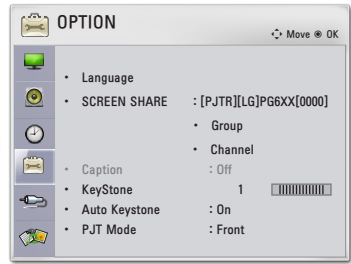 OPTION
Move ◉ OK
• Language
• SCREEN SHARE : [PJTR][LG]PG6XX[0000]
• Group
• Channel
• Caption : Off
• KeyStone 1
• Auto Keystone : On
• PJT Mode : Front